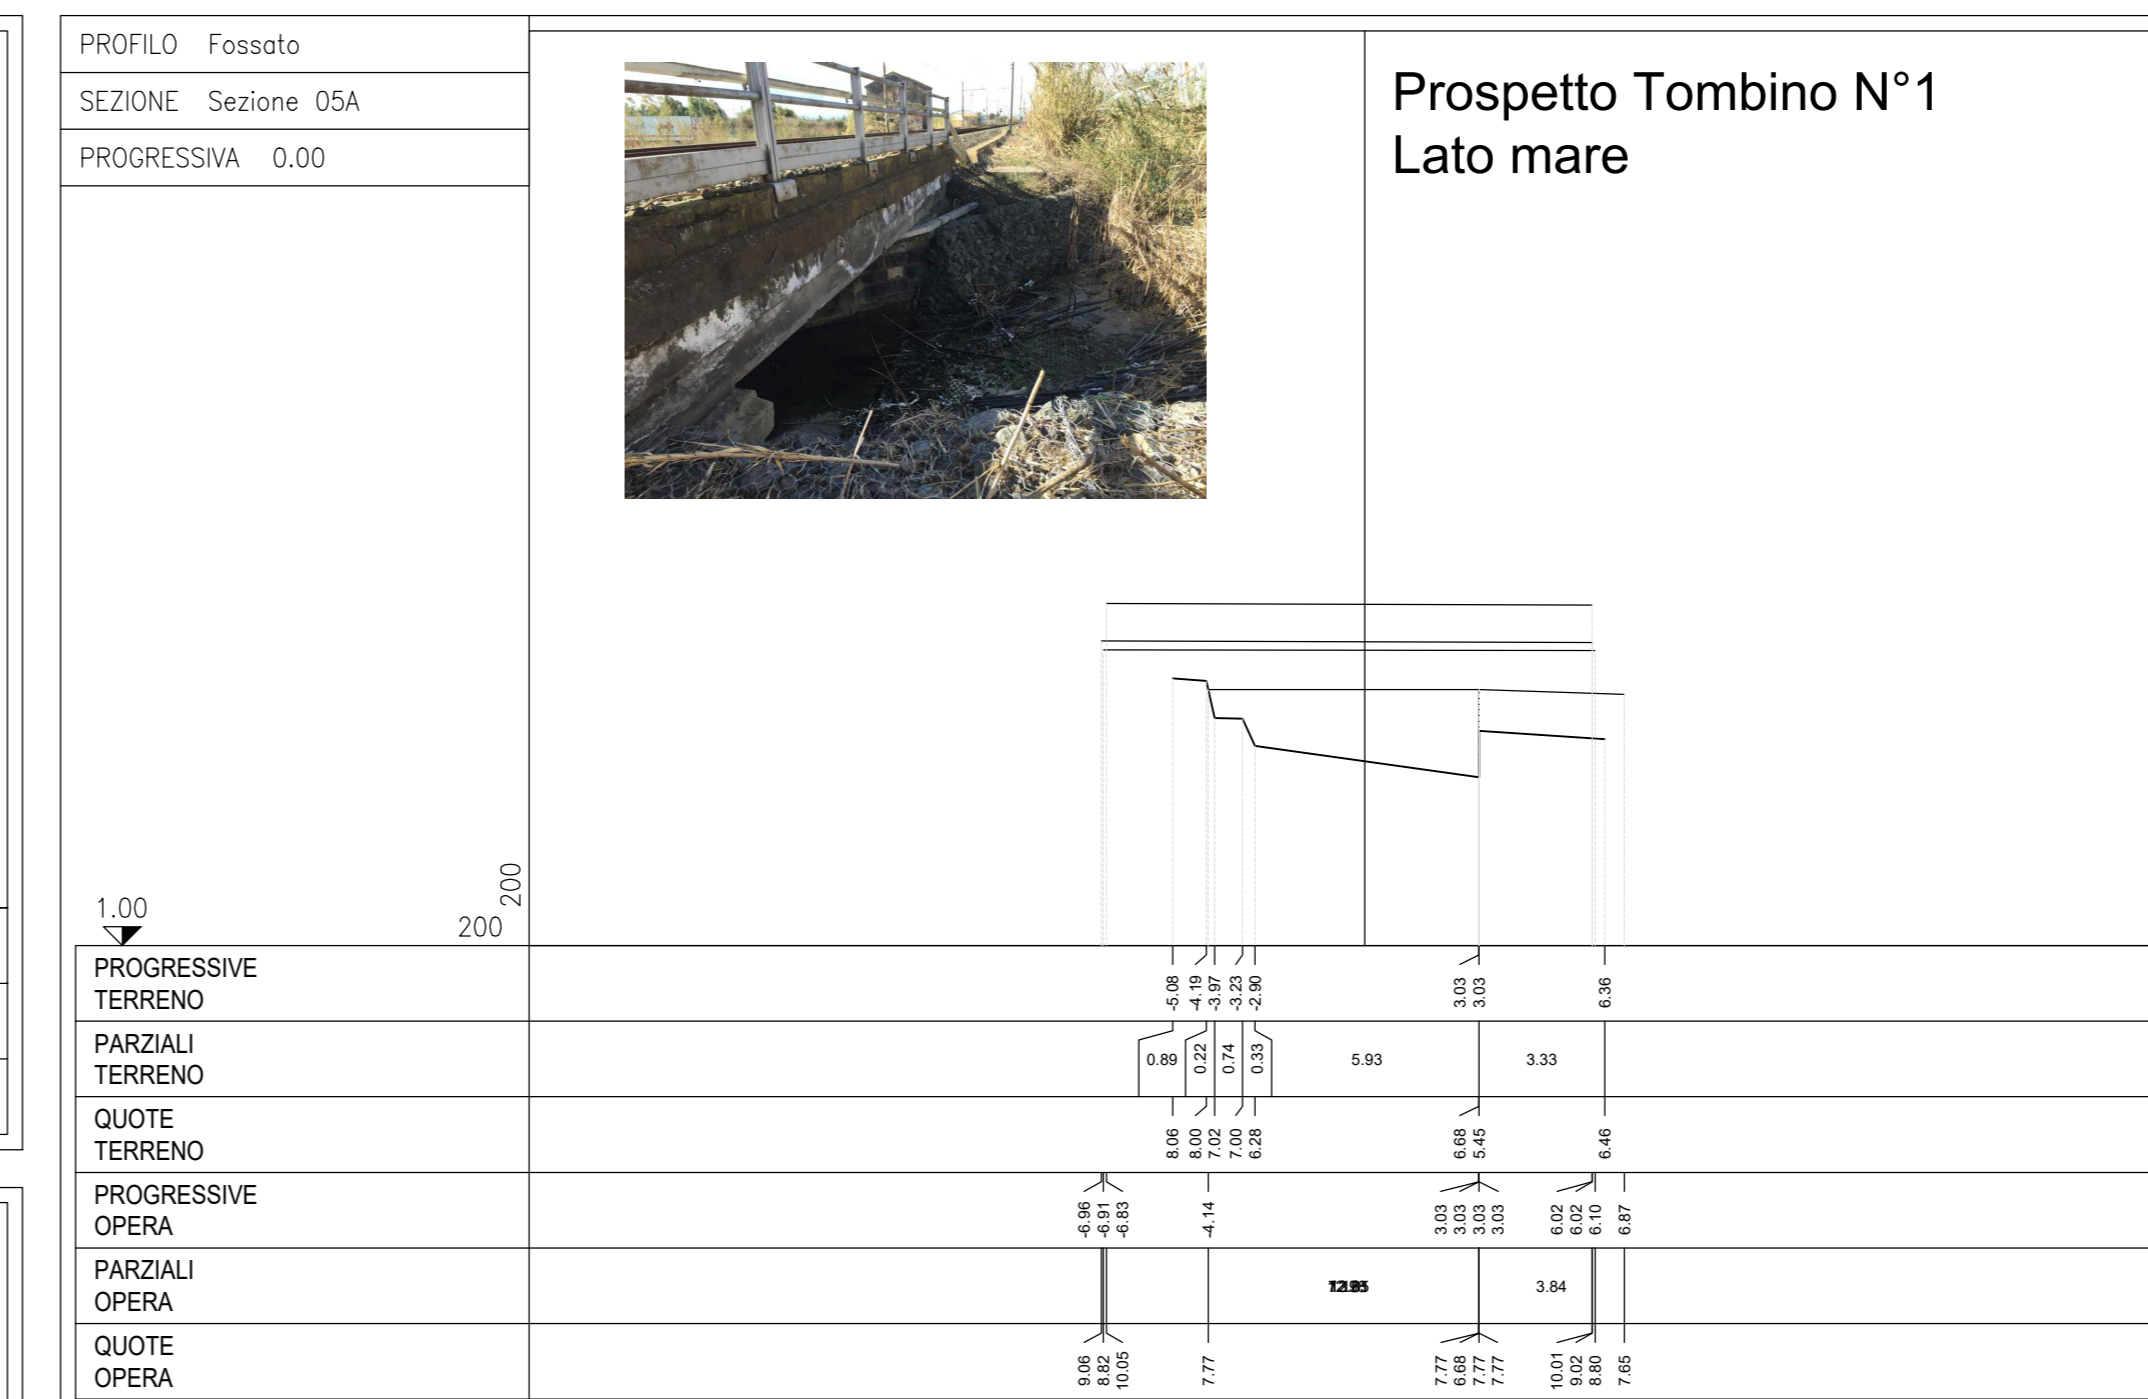 PROFILO Fossato
SEZIONE Sezione 05A
PROGRESSIVA 0.00
Prospetto Tombino N°1
Lato mare
1.00
200
200
PROGRESSIVE
TERRENO
-5.08 -4.19 -3.97 -3.23 -2.90 3.03 3.03 6.36
PARZIALI
TERRENO
0.89 0.22 0.74 0.33 5.93 3.33
QUOTE
TERRENO
8.06 8.00 7.02 7.00 6.28 6.68 5.45 6.46
PROGRESSIVE
OPERA
-6.96 -6.91 -6.83 -4.14 3.03 3.03 3.03 3.03 6.02 6.02 6.10 6.87
PARZIALI
OPERA
3.84
QUOTE
OPERA
9.06 8.82 10.05 7.77 7.77 6.68 7.77 7.77 10.01 9.02 8.80 7.65